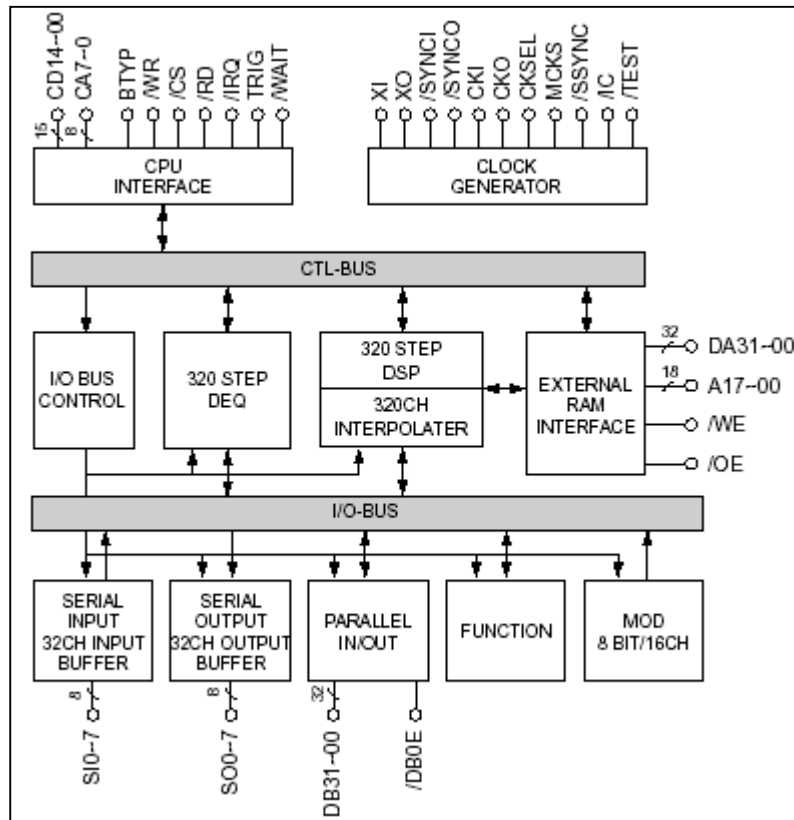 CD14~00
CA7~0
BTYP
/WR
/CS
/RD
/IRQ
TRIG
/WAIT
XI
XO
/SYNCI
/SYNCO
CKI
CKO
CKSEL
MCKS
/SSYNC
/IC
/TEST
15
8
CPU
INTERFACE
CLOCK
GENERATOR
CTL-BUS
I/O BUS
CONTROL
320 STEP
DEQ
320 STEP
DSP
320CH
INTERPOLATER
EXTERNAL
RAM
INTERFACE
32
DA31~00
18
A17~00
/WE
/OE
I/O-BUS
SERIAL
INPUT
32CH INPUT
BUFFER
SERIAL
OUTPUT
32CH OUTPUT
BUFFER
PARALLEL
IN/OUT
FUNCTION
MOD
8 BIT/16CH
8
8
32
SI0~7
SO0~7
DB31~00
/DB0E